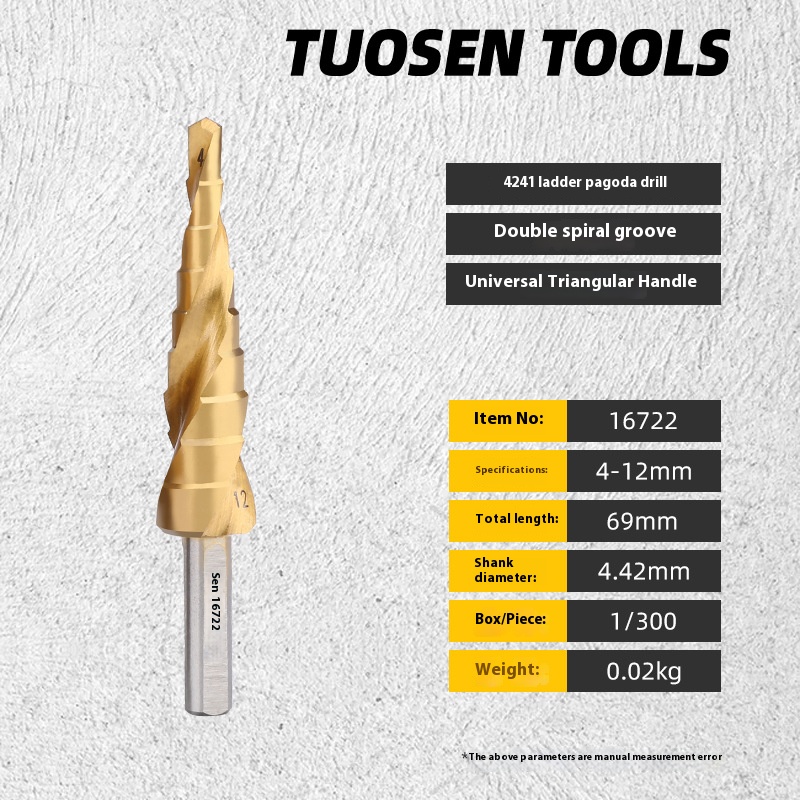 TUOSEN TOOLS
4241 ladder pagoda drill
Double spiral groove
Universal Triangular Handle
Item No: 16722
Specifications: 4-12mm
Total length: 69mm
Shank
diameter: 4.42mm
Box/Piece: 1/300
Weight: 0.02kg
*The above parameters are manual measurement error
4
12
Sen 16722